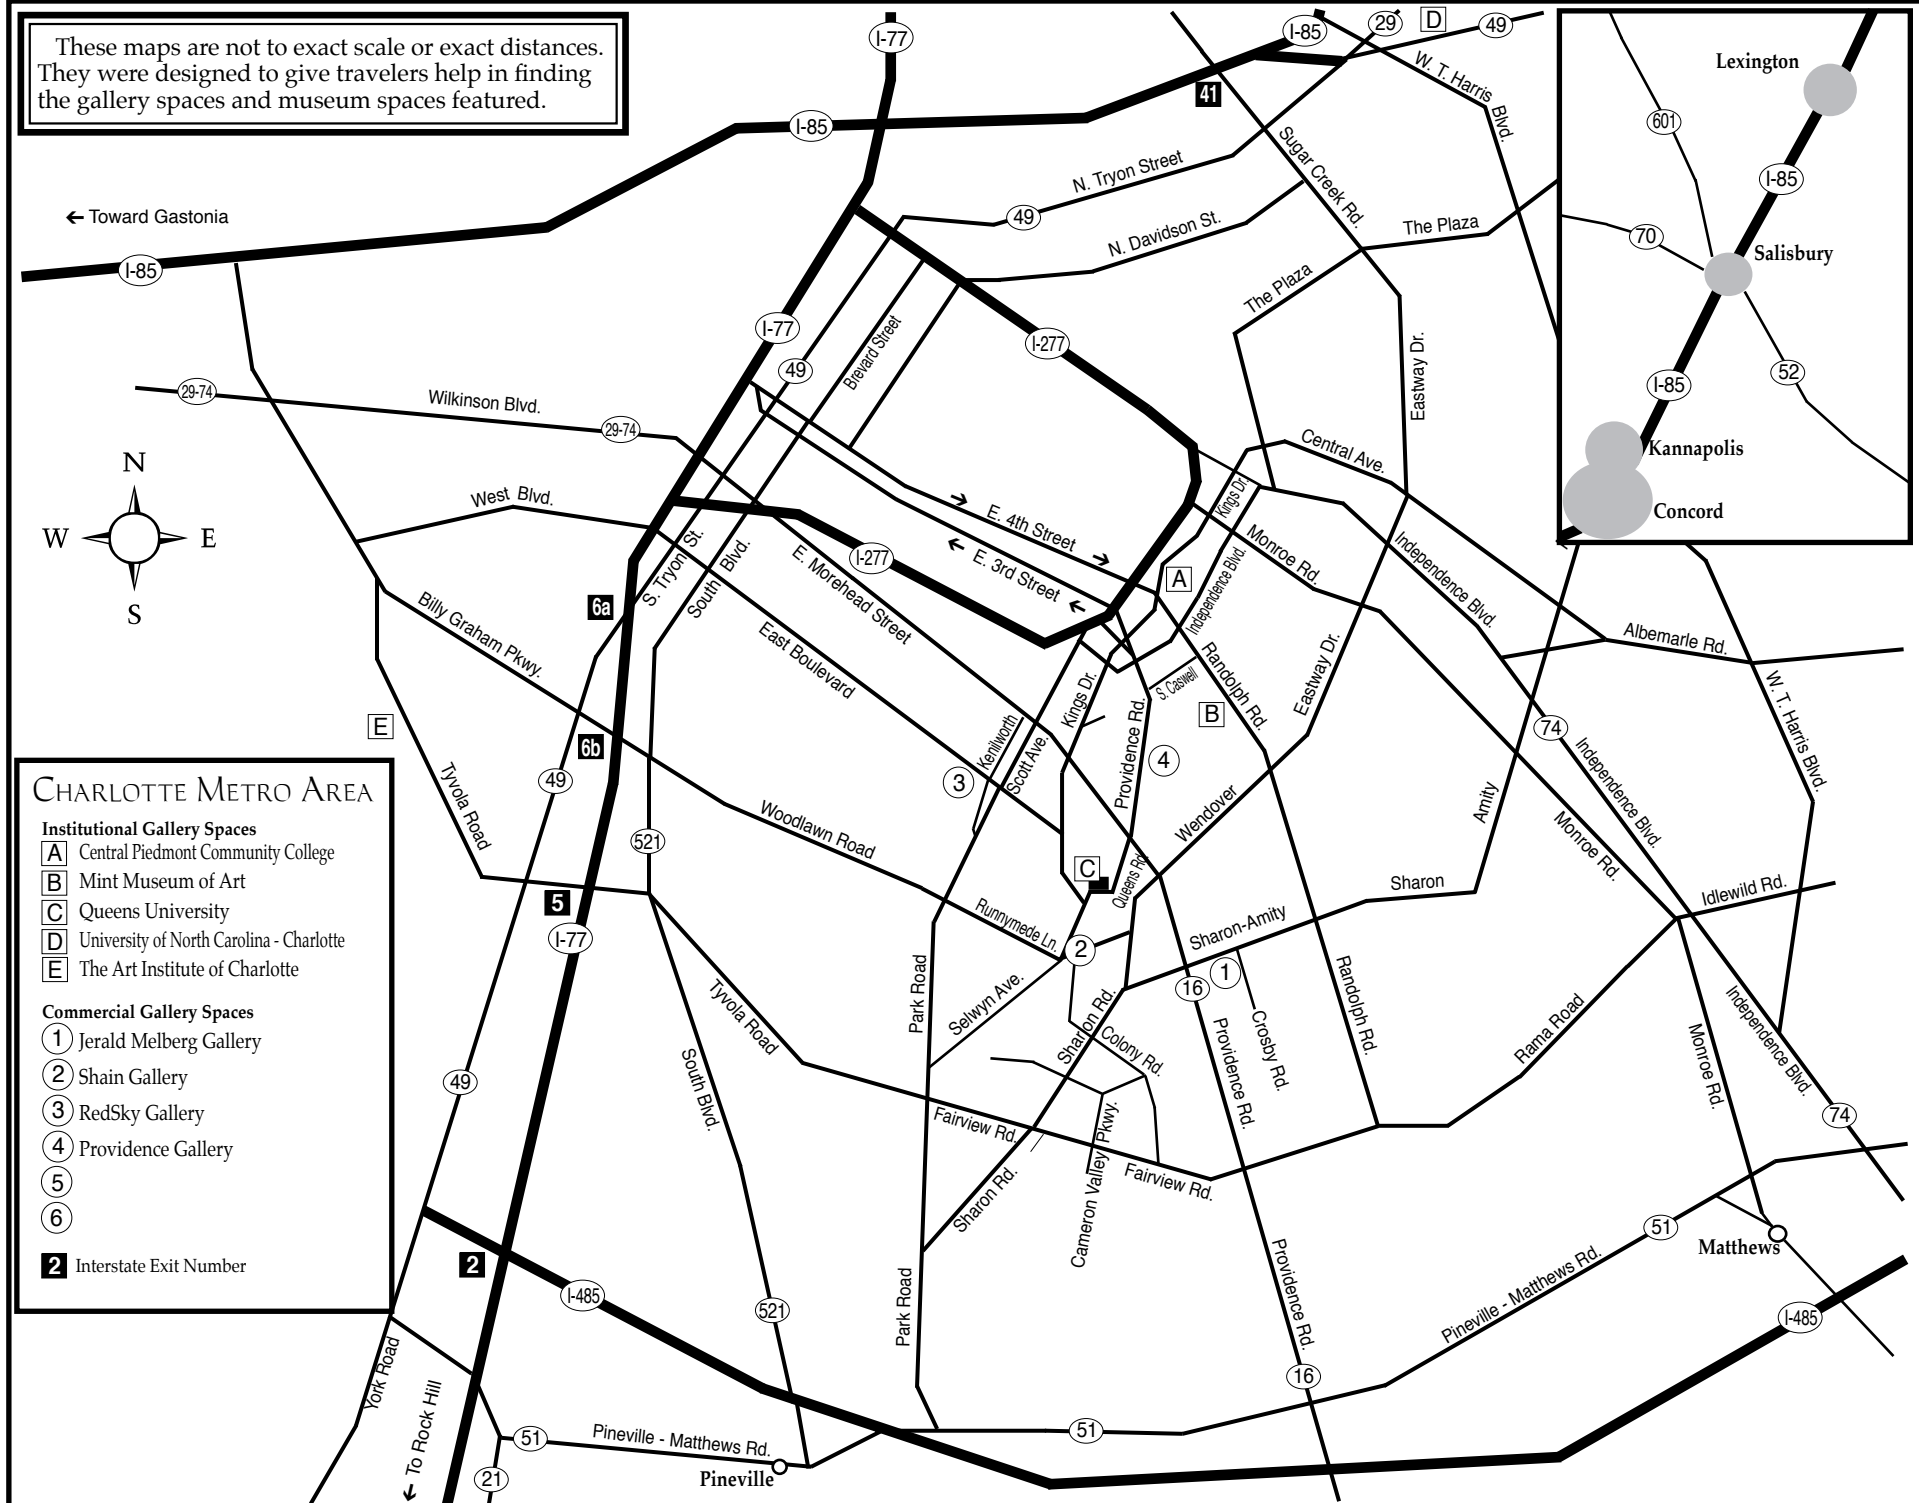 These maps are not to exact scale or exact distances.
They were designed to give travelers help in finding
the gallery spaces and museum spaces featured.
I-77
I-85
29
D
49
W. T. Harris Blvd.
41
I-85
Sugar Creek Rd.
N. Tryon Street
49
N. Davidson St.
The Plaza
The Plaza
← Toward Gastonia
I-85
Lexington
601
I-85
70
Salisbury
I-85
52
Kannapolis
Concord
I-77
49
Brevard Street
I-277
Eastway Dr.
29-74
Wilkinson Blvd.
29-74
Central Ave.
N
W
E
S
West Blvd.
Kings Dr.
E. 4th Street
E. 3rd Street
Monroe Rd.
Independence Blvd.
I-277
E. Morehead Street
S. Tryon St.
South Blvd.
A
Independence Blvd.
6a
Billy Graham Pkwy.
East Boulevard
Albemarle Rd.
Randolph Rd.
S. Caswell
Eastway Dr.
W. T. Harris Blvd.
Kings Dr.
B
E
6b
Providence Rd.
74
Kenilworth
Scott Ave.
4
3
49
Independence Blvd.
Tyvola Road
Woodlawn Road
Wendover
Amity
521
Monroe Rd.
C
Queens Rd.
Sharon
Idlewild Rd.
5
I-77
Runnymede Ln.
2
Sharon-Amity
1
16
Selwyn Ave.
Park Road
Tyvola Road
Sharon Rd.
Colony Rd.
Crosby Rd.
Providence Rd.
Randolph Rd.
Rama Road
Monroe Rd.
Independence Blvd.
74
49
South Blvd.
Fairview Rd.
Fairview Rd.
Cameron Valley Pkwy.
Sharon Rd.
51
Matthews
2
I-485
521
Park Road
Providence Rd.
Pineville - Matthews Rd.
I-485
16
York Road
← To Rock Hill
51
Pineville - Matthews Rd.
51
Pineville
21
Charlotte Metro Area
Institutional Gallery Spaces
A Central Piedmont Community College
B Mint Museum of Art
C Queens University
D University of North Carolina - Charlotte
E The Art Institute of Charlotte
Commercial Gallery Spaces
1 Jerald Melberg Gallery
2 Shain Gallery
3 RedSky Gallery
4 Providence Gallery
5
6
2 Interstate Exit Number